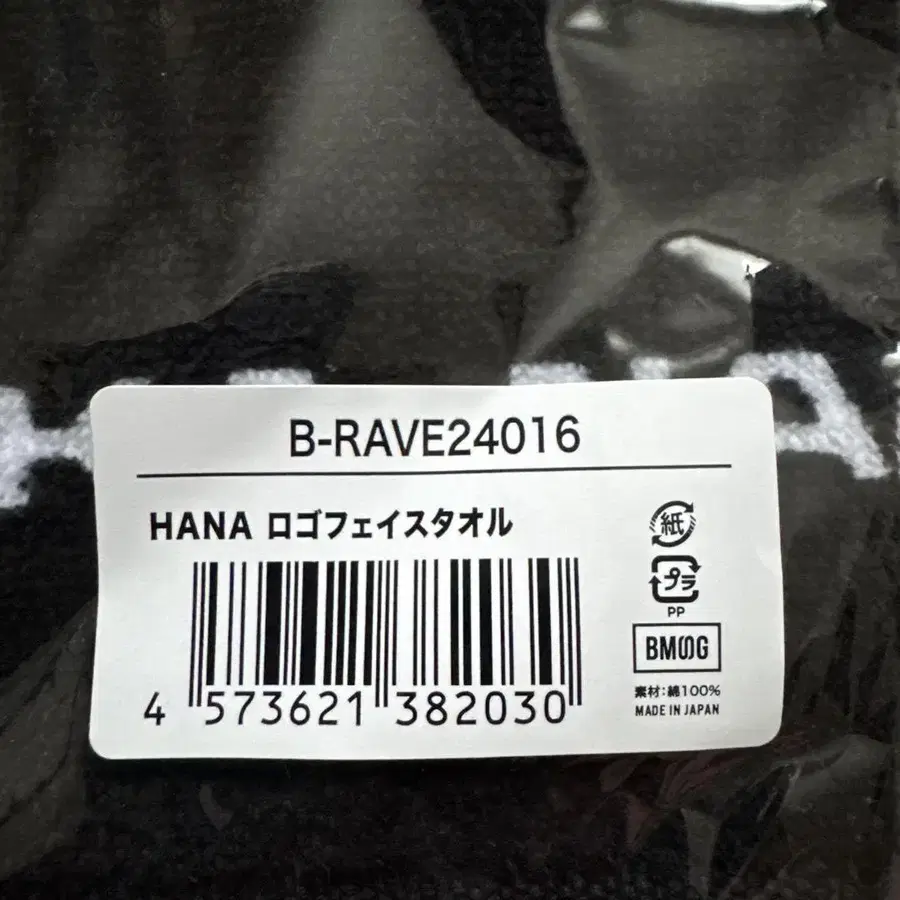 B-RAVE24016
HANA ロゴフェイスタオル
紙
プラ
PP
BMSG
素材:綿100%
MADE IN JAPAN
4 573621 382030